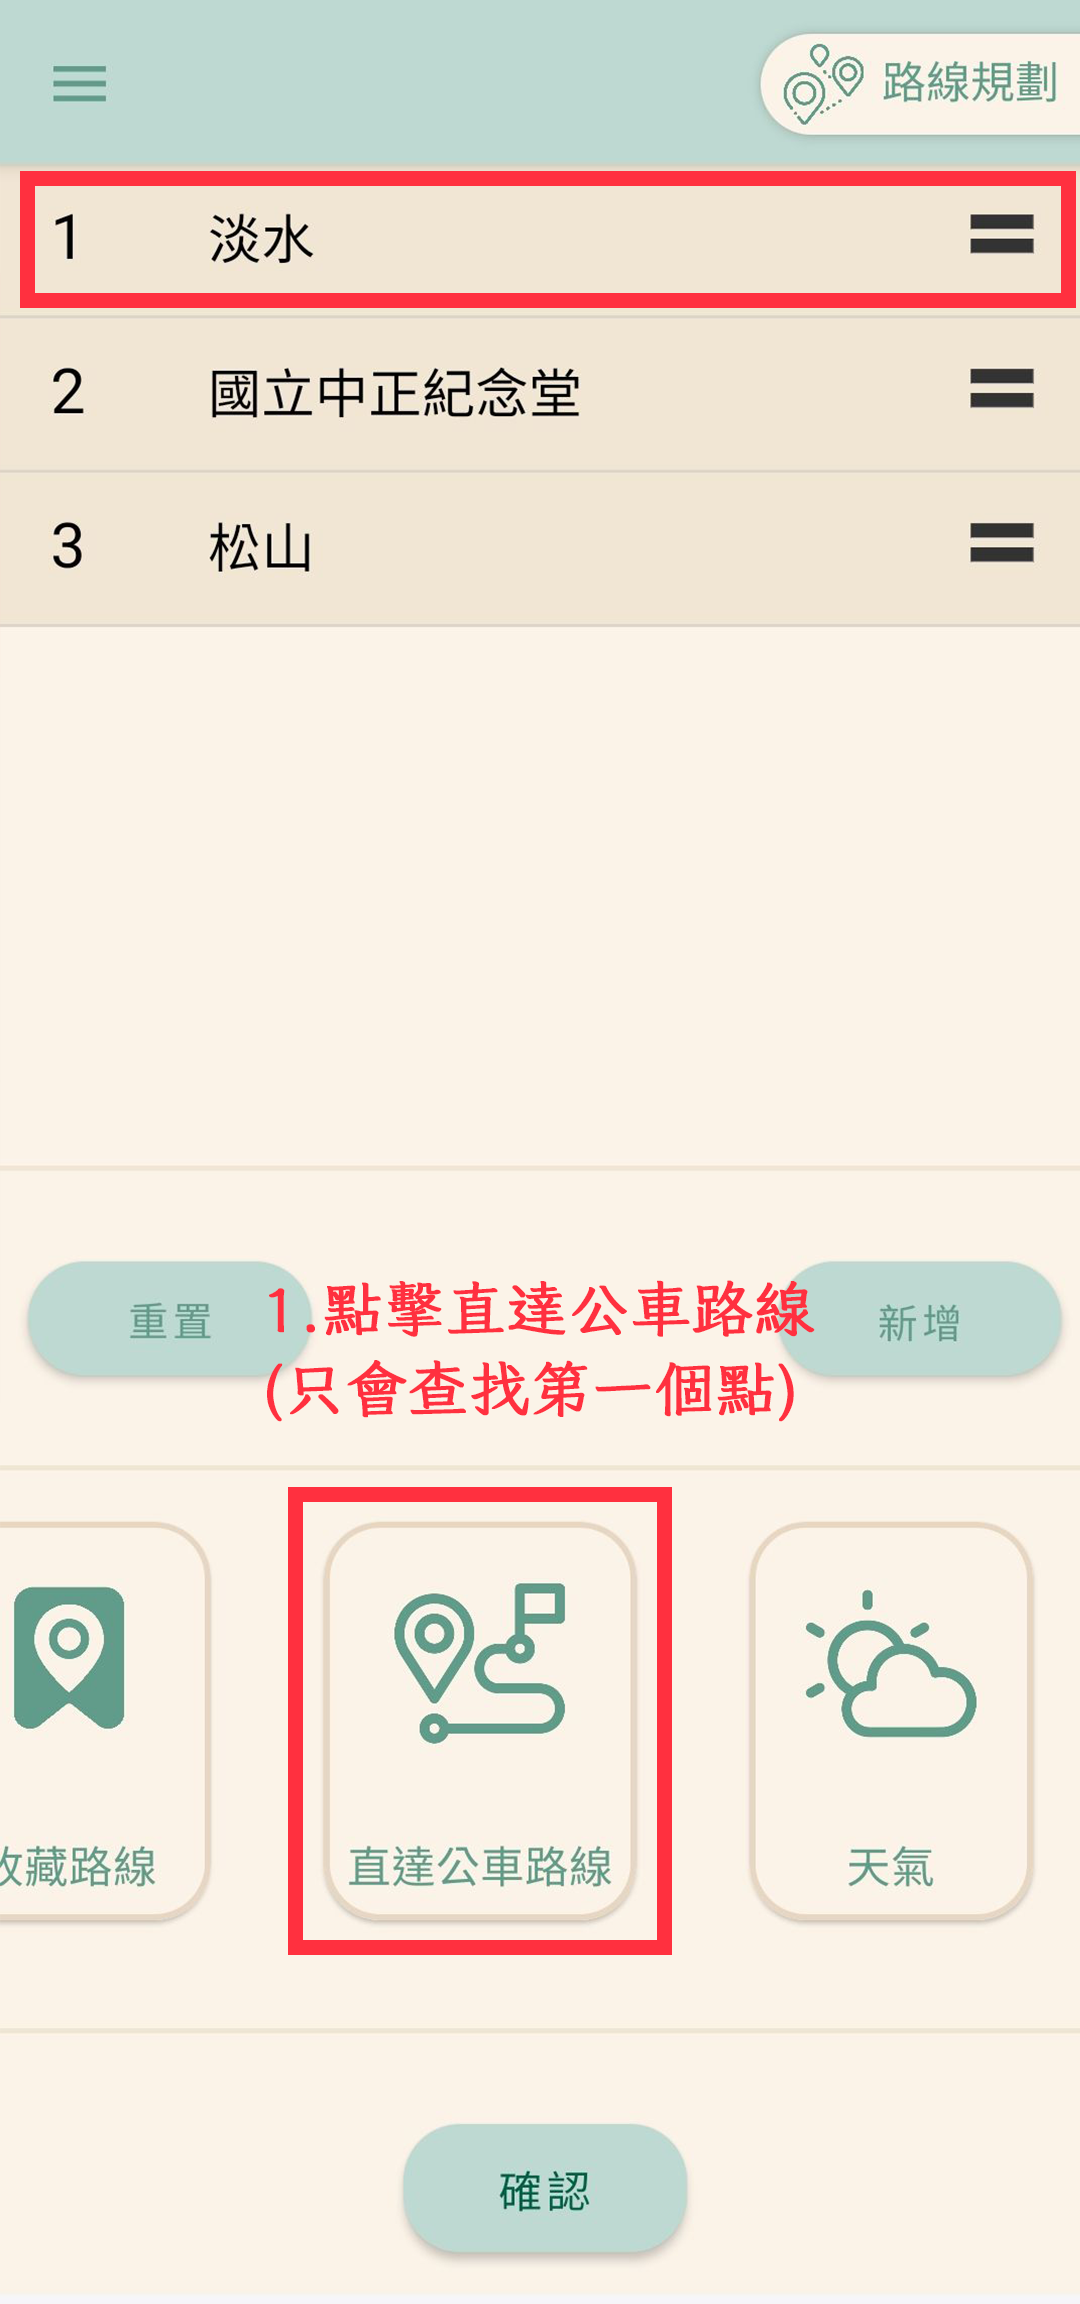 路線規劃
1 淡水
2 國立中正紀念堂
3 松山
重置
1.點擊直達公車路線
新增
(只會查找第一個點)
收藏路線
直達公車路線
天氣
確認